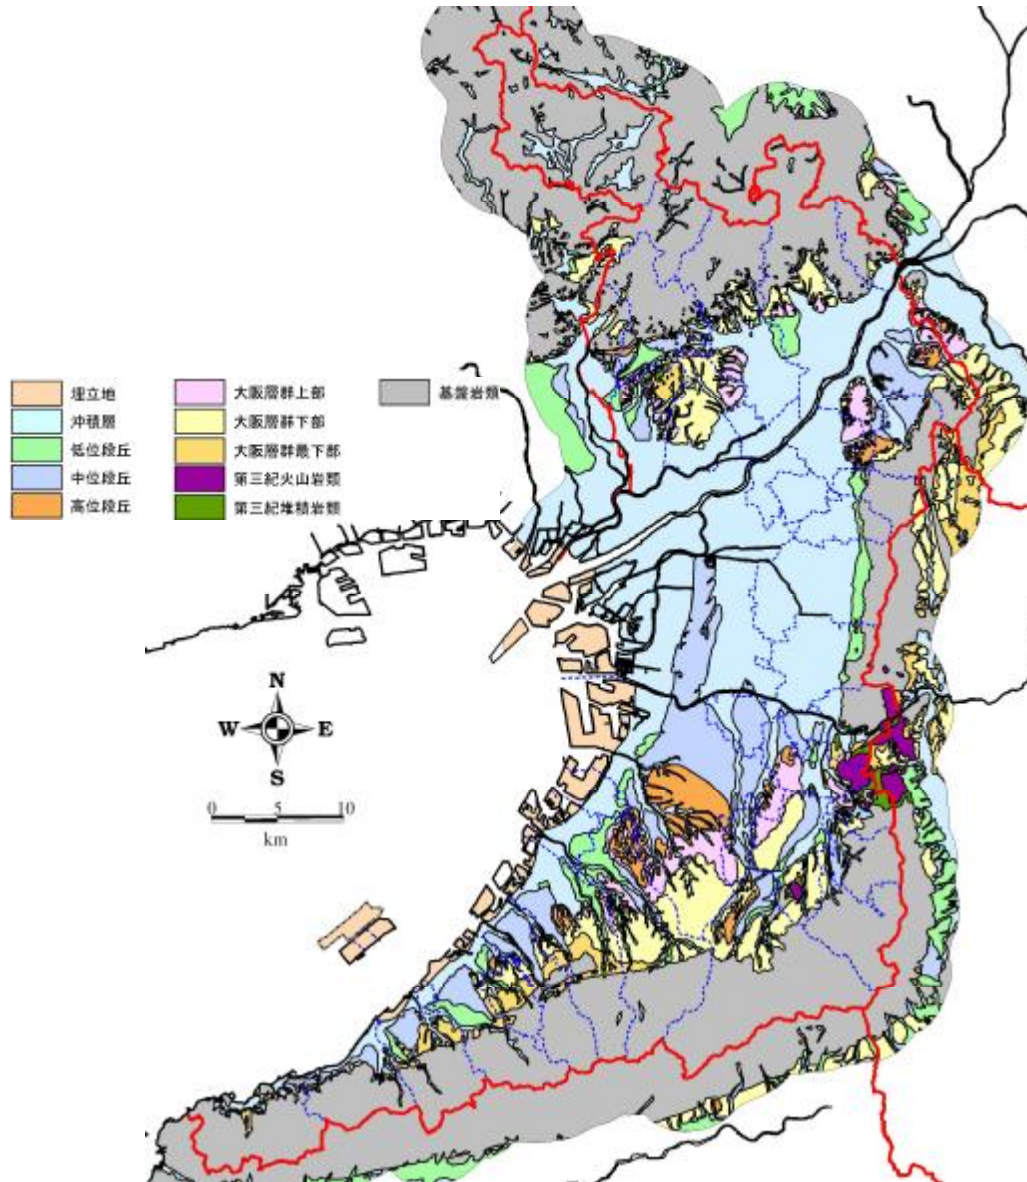 埋立地
沖積層
低位段丘
中位段丘
高位段丘
大阪層群上部
大阪層群下部
大阪層群最下部
第三紀火山岩類
第三紀堆積岩類
基盤岩類
N
W E
S
0 5 10
km